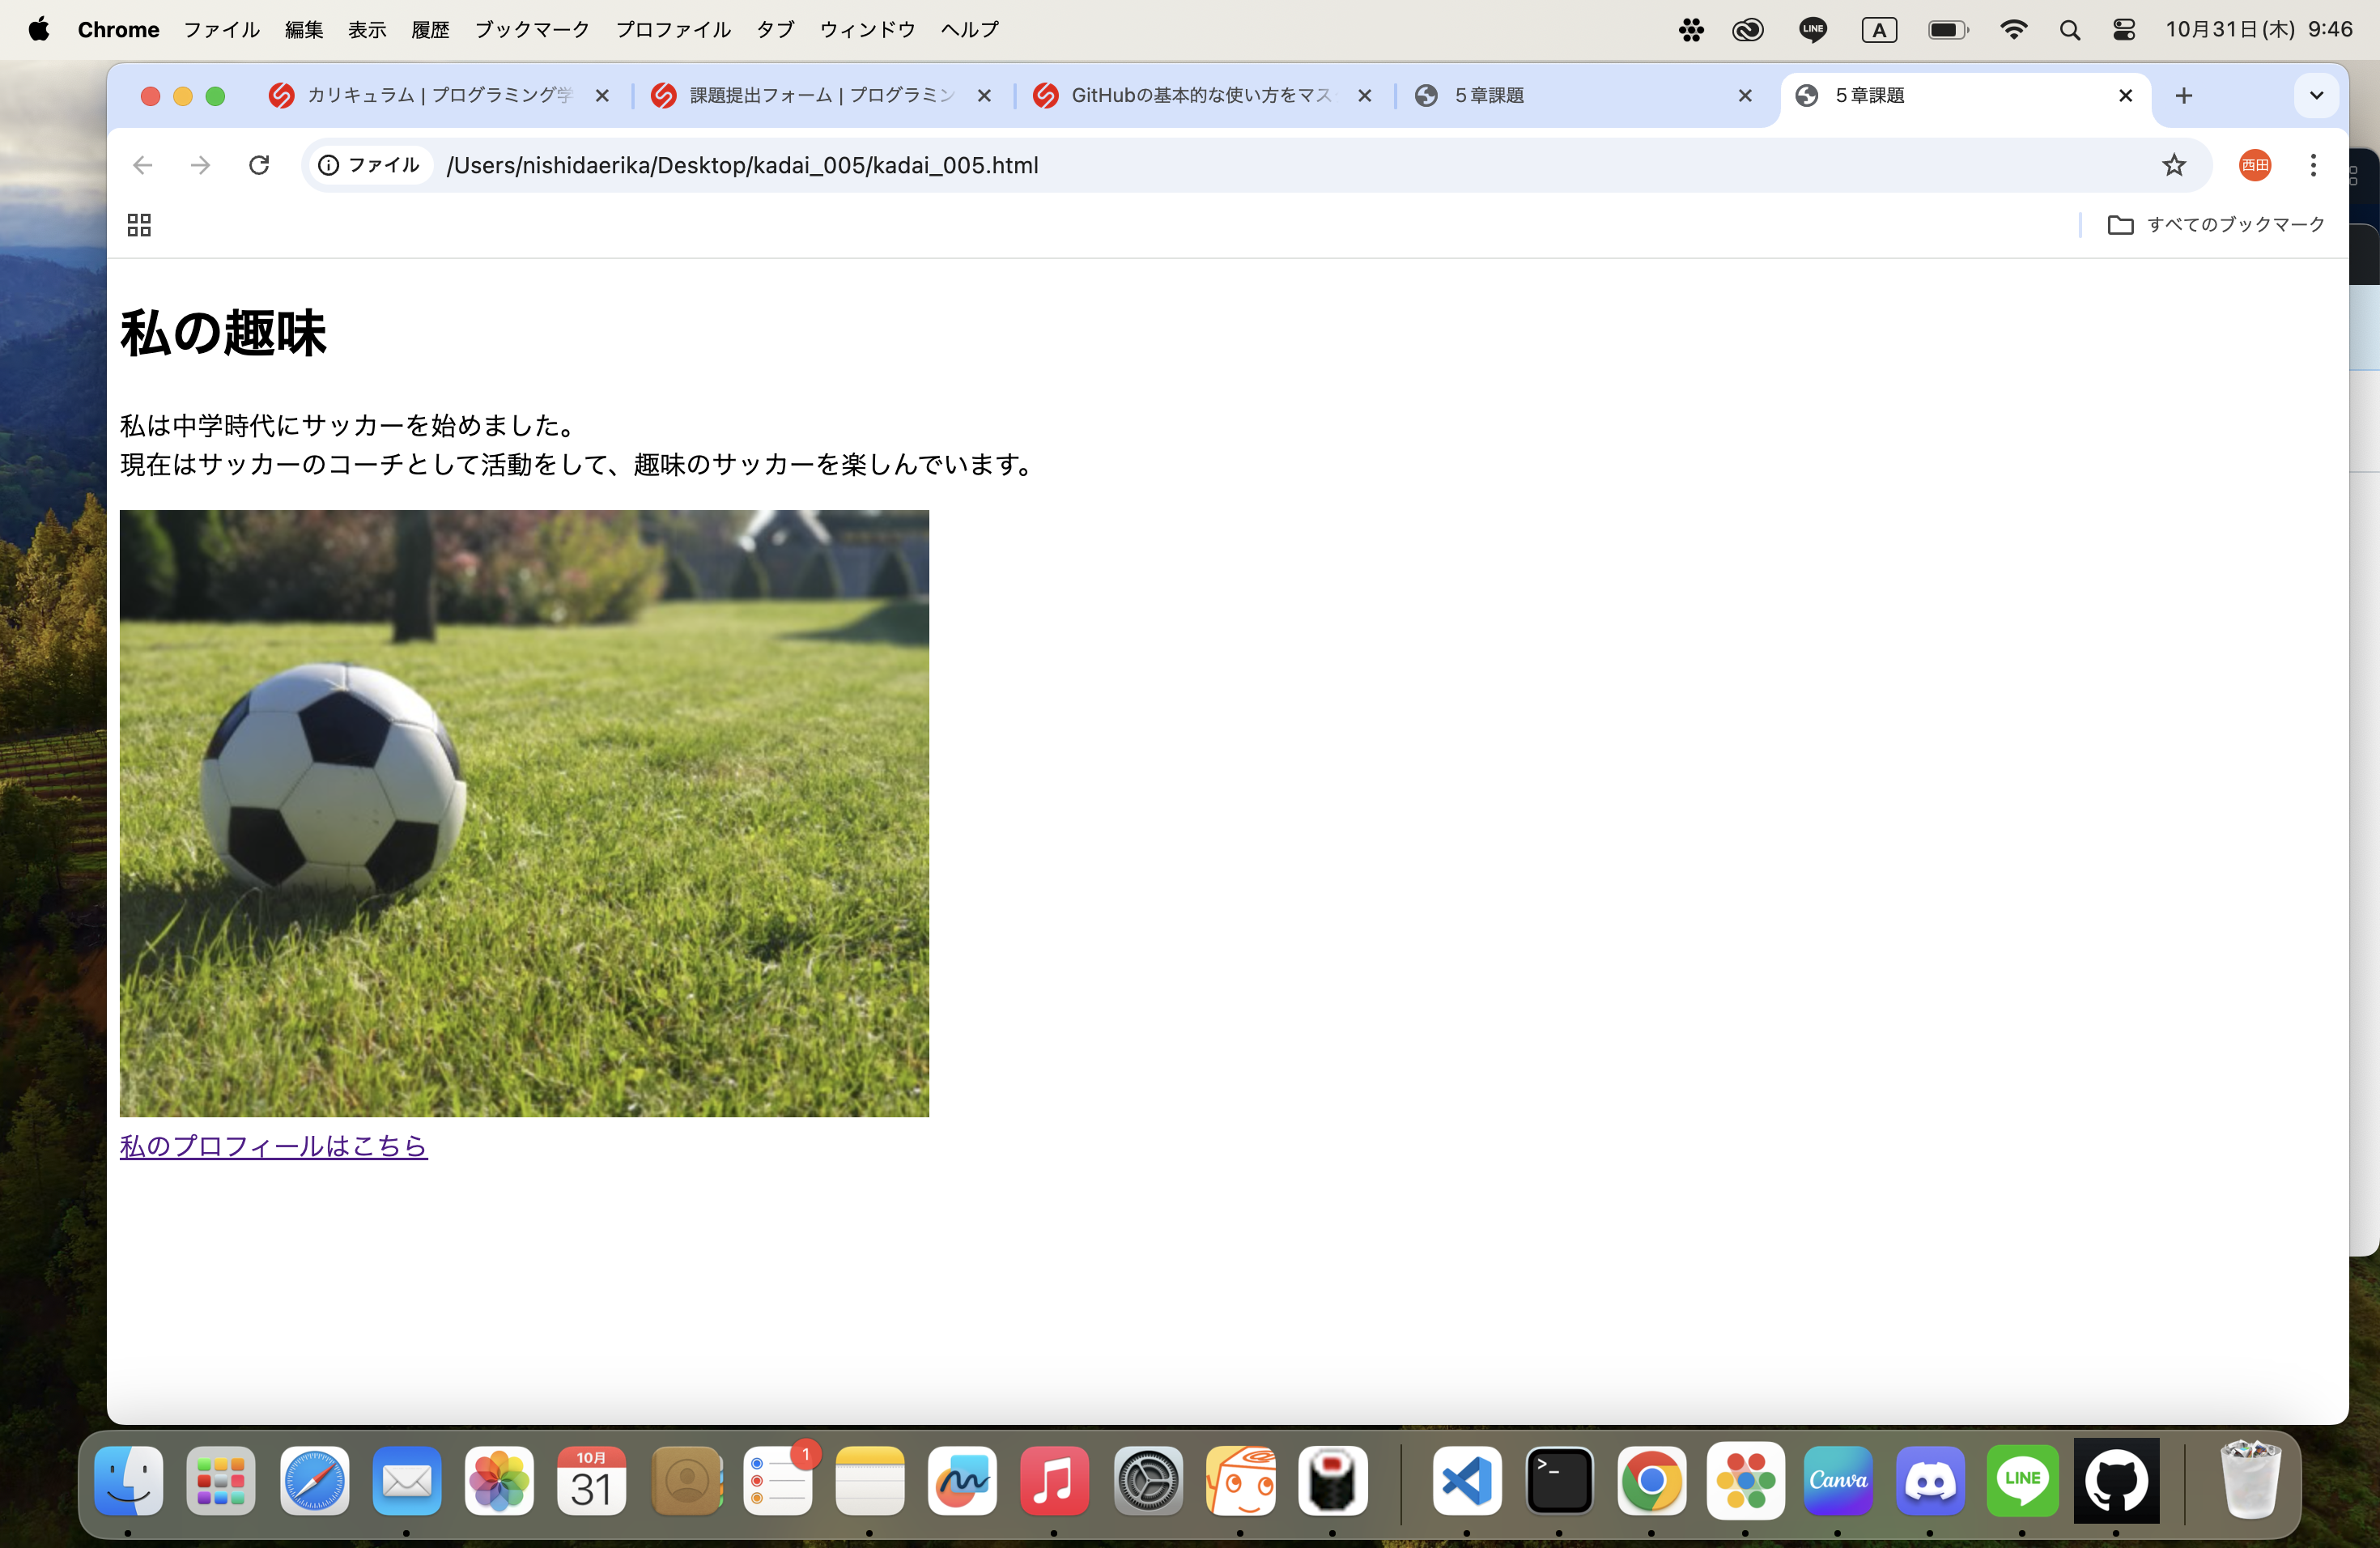 Chrome ファイル 編集 表示 履歴 ブックマーク プロファイル タブ ウィンドウ ヘルプ LINE A 10月31日(木) 9:46
カリキュラム | プログラミング学 課題提出フォーム | プログラミン GitHubの基本的な使い方をマス ５章課題 ５章課題
ファイル /Users/nishidaerika/Desktop/kadai_005/kadai_005.html 西田
すべてのブックマーク
私の趣味
私は中学時代にサッカーを始めました。
現在はサッカーのコーチとして活動をして、趣味のサッカーを楽しんでいます。
私のプロフィールはこちら
10月
31
1
>_
Canva
LINE